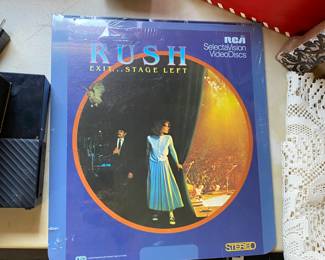 RUSH
EXIT...STAGE LEFT
RCA
SelectaVision
VideoDiscs
STEREO